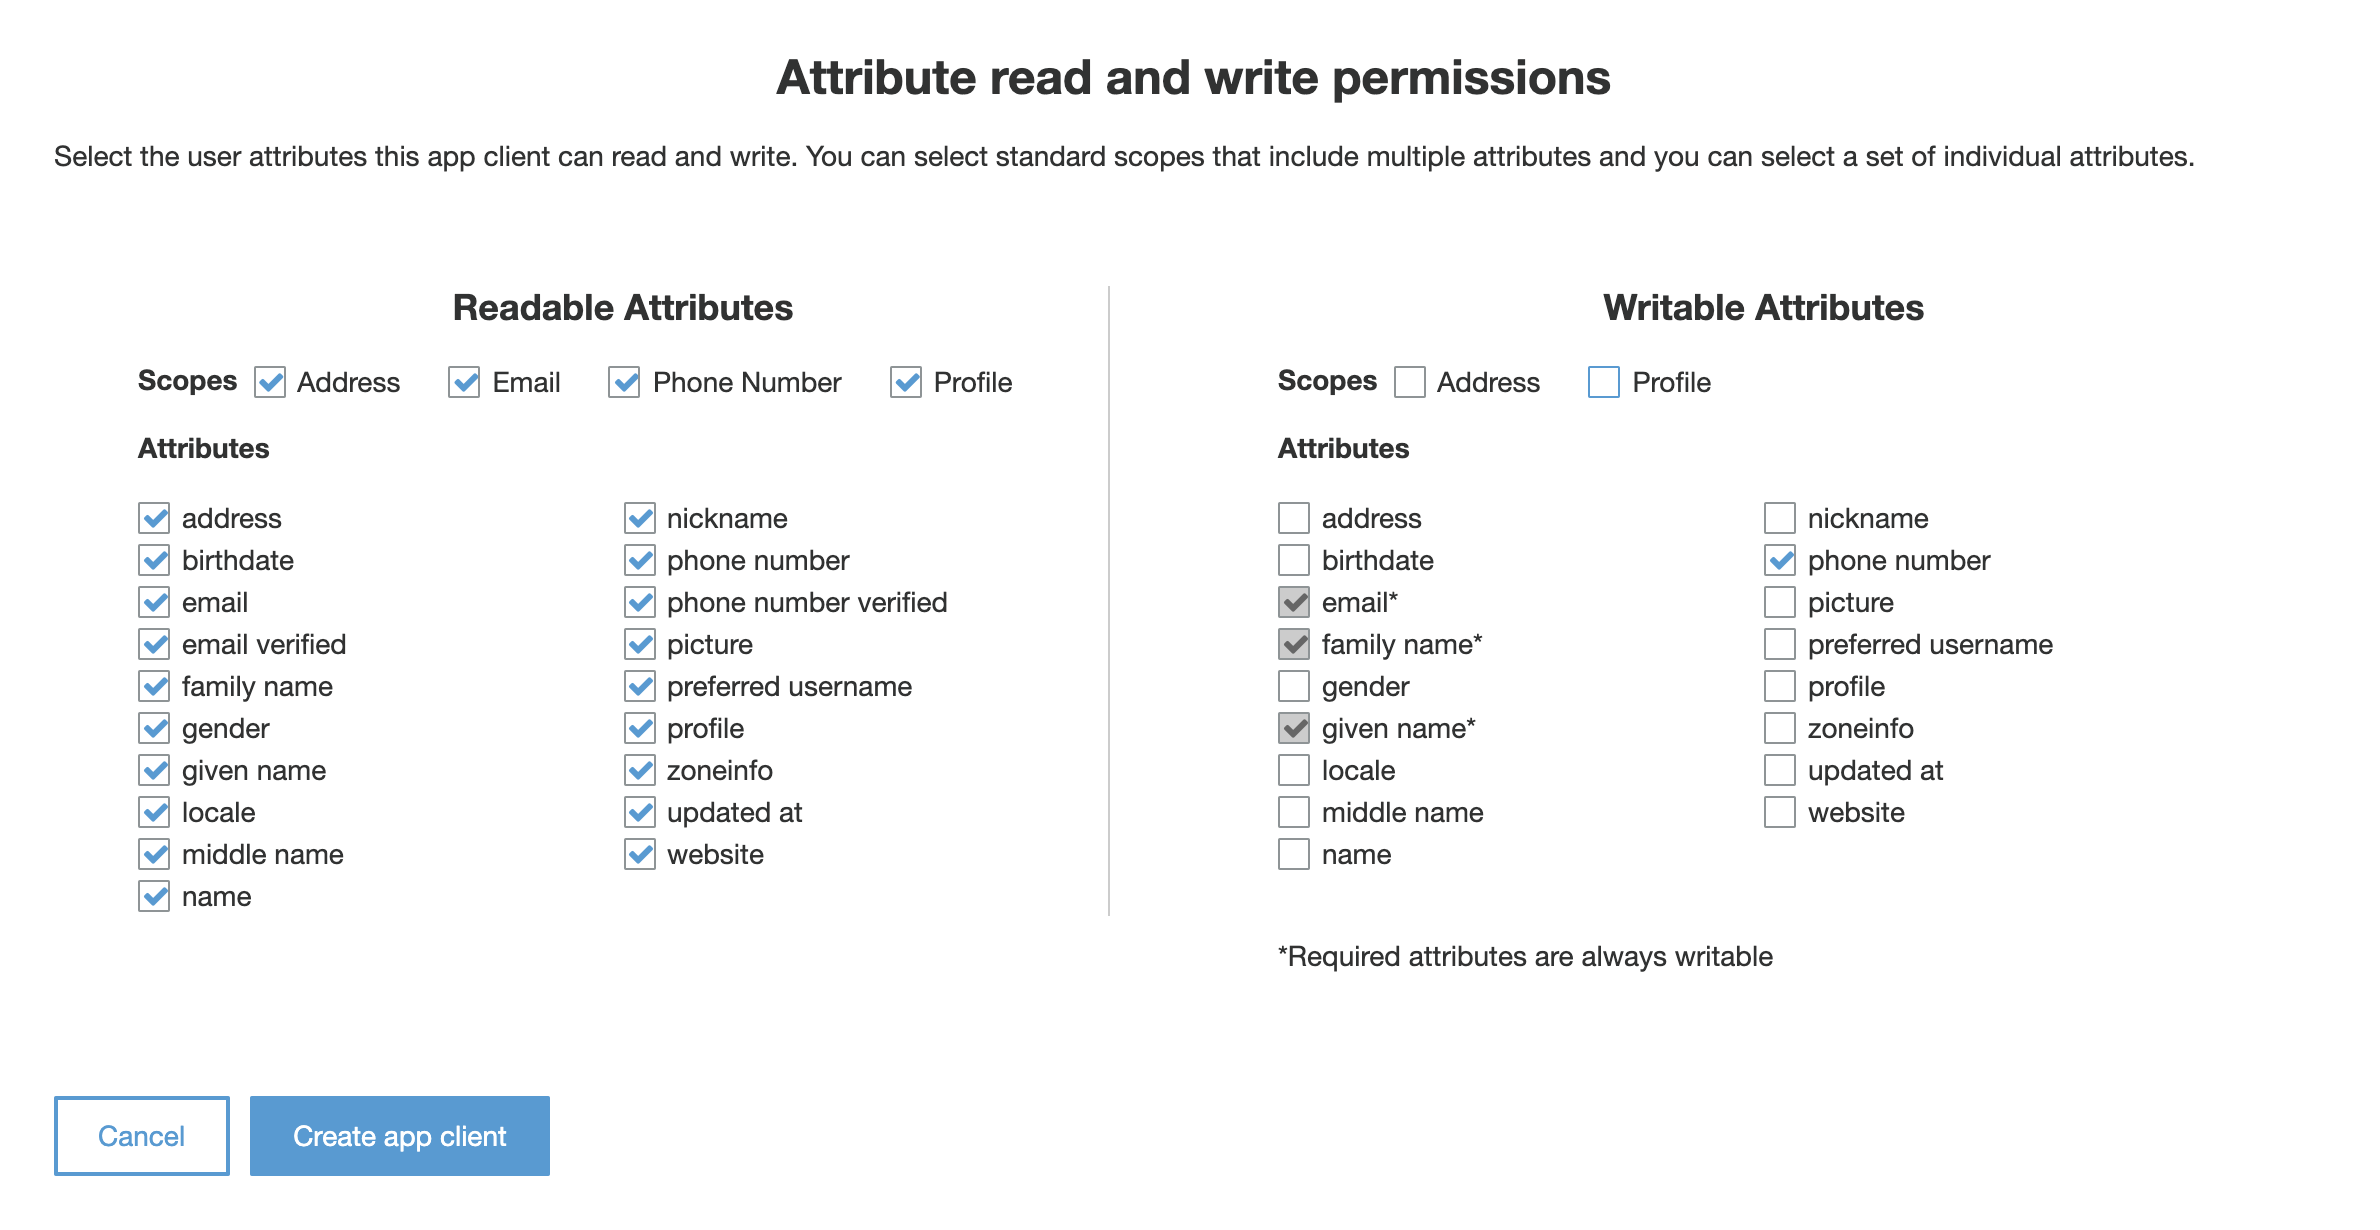 Attribute read and write permissions
Select the user attributes this app client can read and write. You can select standard scopes that include multiple attributes and you can select a set of individual attributes.
Readable Attributes
Scopes Address Email Phone Number Profile
Attributes
address
birthdate
email
email verified
family name
gender
given name
locale
middle name
name
nickname
phone number
phone number verified
picture
preferred username
profile
zoneinfo
updated at
website
Writable Attributes
Scopes Address Profile
Attributes
address
birthdate
email*
family name*
gender
given name*
locale
middle name
name
nickname
phone number
picture
preferred username
profile
zoneinfo
updated at
website
*Required attributes are always writable
Cancel
Create app client